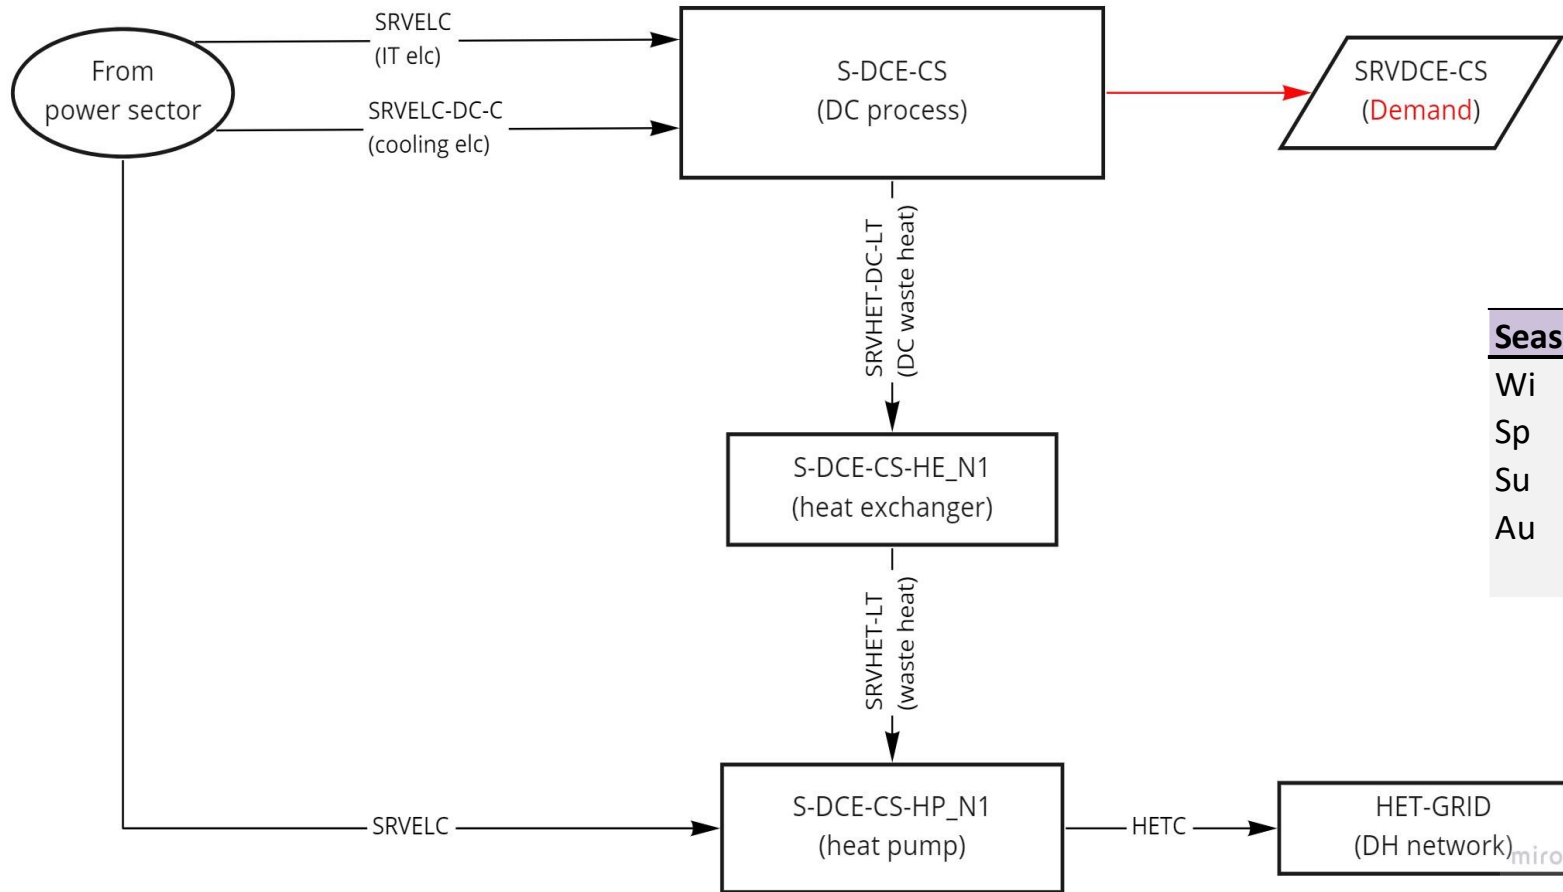 From
power sector
SRVELC
(IT elc)
SRVELC-DC-C
(cooling elc)
S-DCE-CS
(DC process)
SRVDCE-CS
(Demand)
SRVHET-DC-LT
(DC waste heat)
Seas
Wi
Sp
Su
Au
S-DCE-CS-HE_N1
(heat exchanger)
SRVHET-LT
(waste heat)
SRVELC
S-DCE-CS-HP_N1
(heat pump)
HETC
HET-GRID
(DH network)
miro